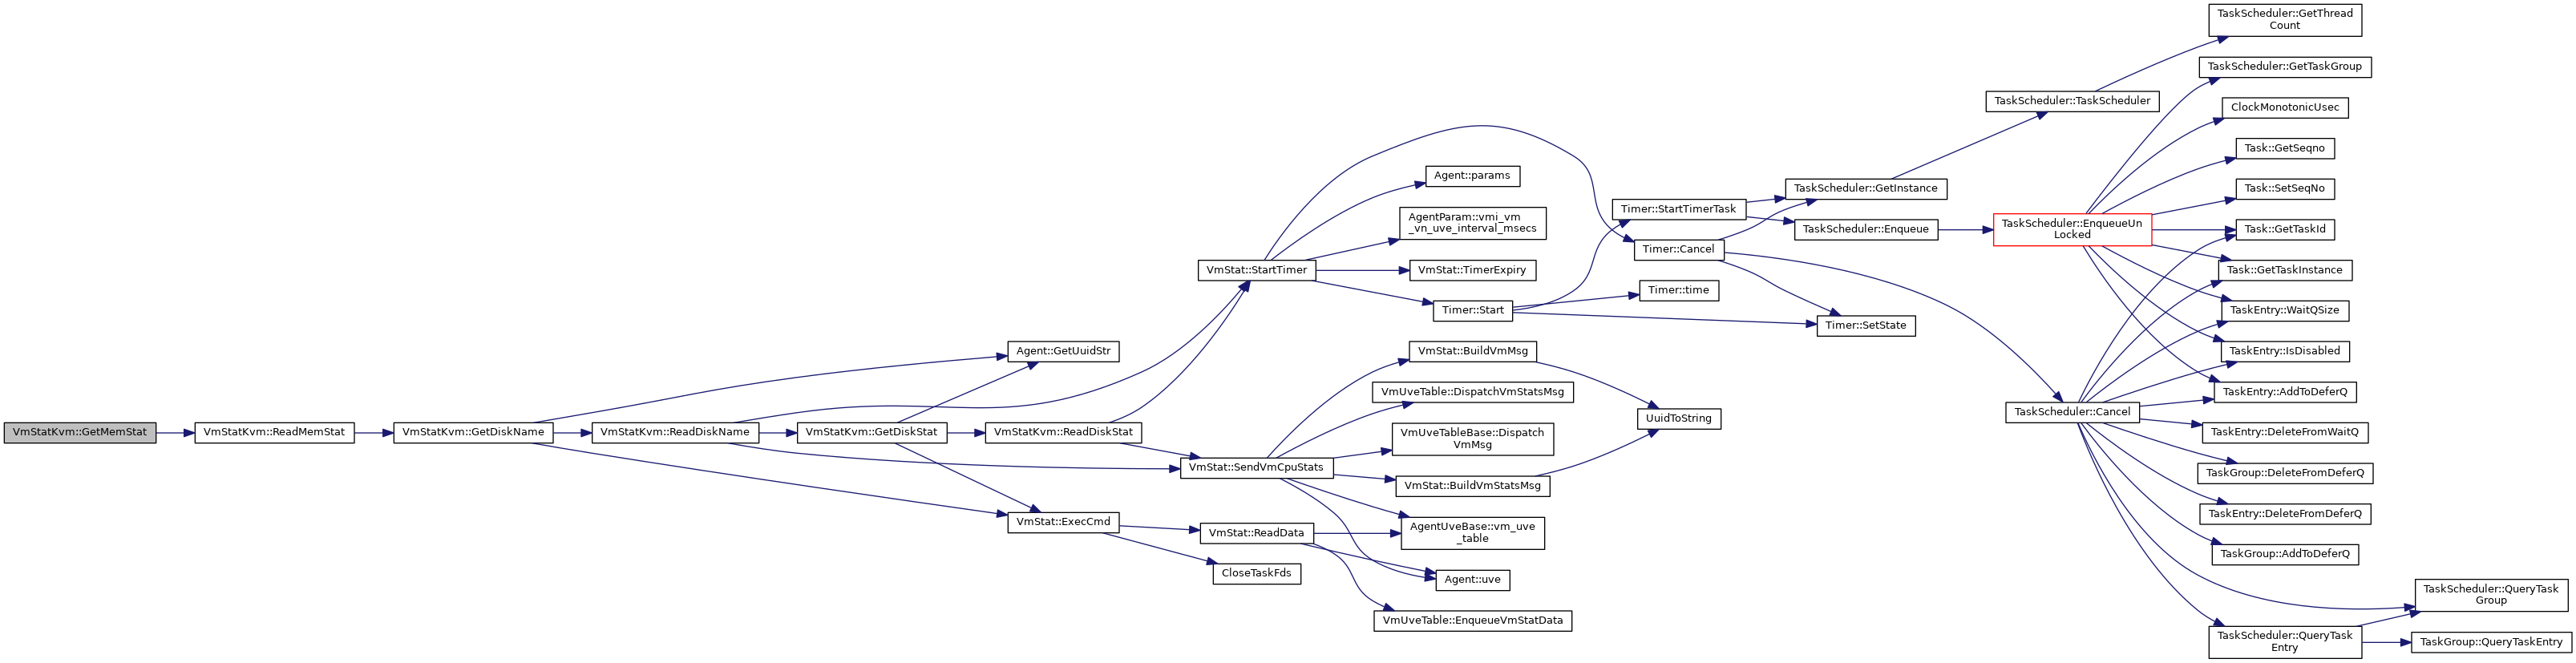 VmStatKvm::GetMemStat
VmStatKvm::ReadMemStat
VmStatKvm::GetDiskName
VmStatKvm::ReadDiskName
VmStatKvm::GetDiskStat
VmStatKvm::ReadDiskStat
Agent::GetUuidStr
VmStat::ExecCmd
VmStat::StartTimer
VmStat::SendVmCpuStats
VmStat::ReadData
CloseTaskFds
Agent::params
AgentParam::vmi_vm
_vn_uve_interval_msecs
VmStat::TimerExpiry
Timer::Start
VmStat::BuildVmMsg
VmUveTable::DispatchVmStatsMsg
VmUveTableBase::Dispatch
VmMsg
VmStat::BuildVmStatsMsg
AgentUveBase::vm_uve
_table
Agent::uve
VmUveTable::EnqueueVmStatData
Timer::StartTimerTask
Timer::Cancel
Timer::time
UuidToString
TaskScheduler::GetInstance
TaskScheduler::Enqueue
Timer::SetState
TaskScheduler::TaskScheduler
TaskScheduler::EnqueueUn
Locked
TaskScheduler::Cancel
TaskScheduler::GetThread
Count
TaskScheduler::GetTaskGroup
ClockMonotonicUsec
Task::GetSeqno
Task::SetSeqNo
Task::GetTaskId
Task::GetTaskInstance
TaskEntry::WaitQSize
TaskEntry::IsDisabled
TaskEntry::AddToDeferQ
TaskEntry::DeleteFromWaitQ
TaskGroup::DeleteFromDeferQ
TaskEntry::DeleteFromDeferQ
TaskGroup::AddToDeferQ
TaskScheduler::QueryTask
Entry
TaskScheduler::QueryTask
Group
TaskGroup::QueryTaskEntry